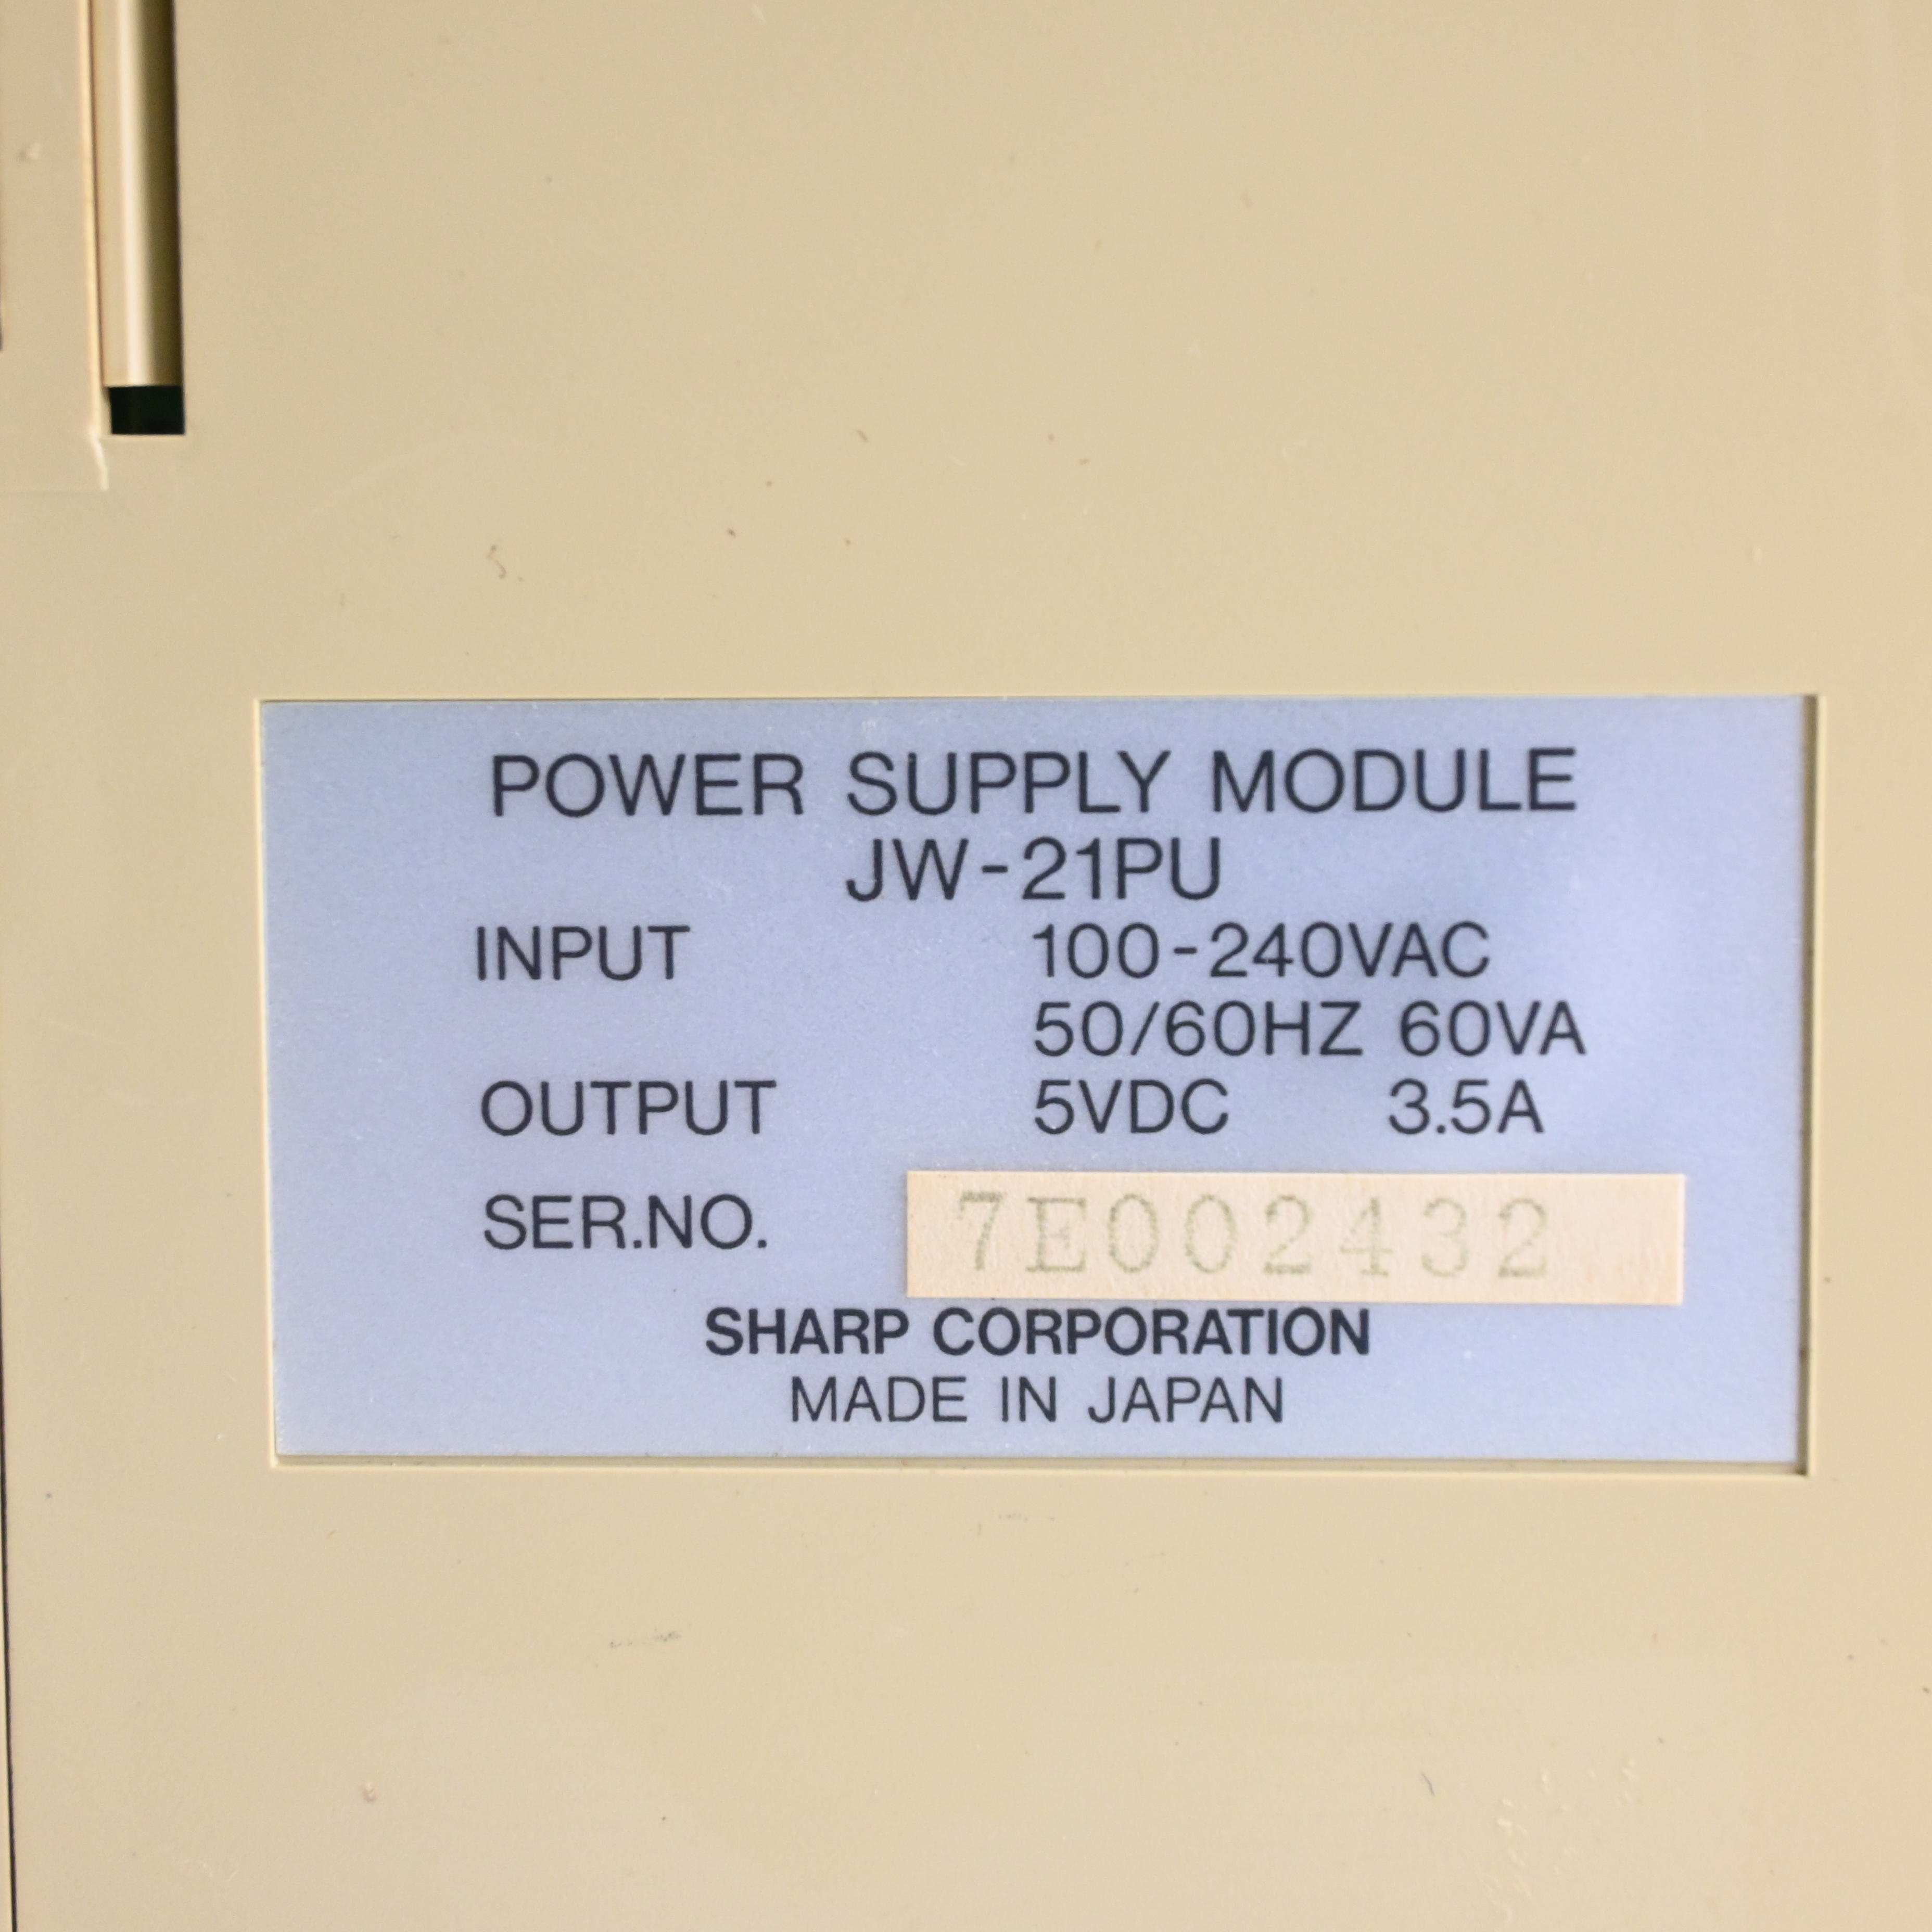 POWER SUPPLY MODULE
JW-21PU
INPUT 100-240VAC
50/60HZ 60VA
OUTPUT 5VDC 3.5A
SER.NO. 7E002432
SHARP CORPORATION
MADE IN JAPAN